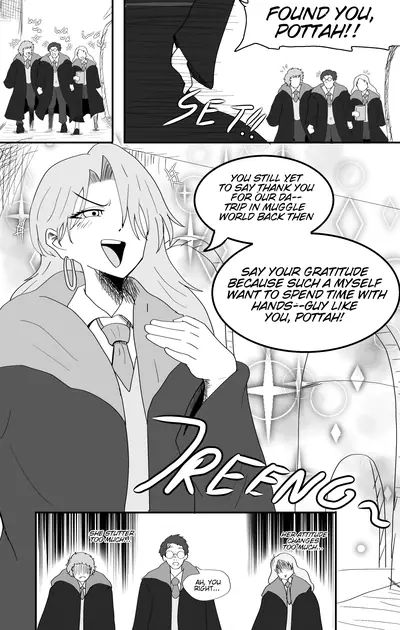 FOUND YOU,
POTTAH!!
SET!!
YOU STILL YET
TO SAY THANK YOU
FOR OUR DA--
TRIP IN MUGGLE
WORLD BACK THEN
SAY YOUR GRATITUDE
BECAUSE SUCH A MYSELF
WANT TO SPEND TIME WITH
HANDS--GUY LIKE
YOU, POTTAH!
TREENG~
SHE STUTTER
TOO MUCH...
AH, YOU
RIGHT...
HER ATTITUDE
CHANGES
TOO MUCH...